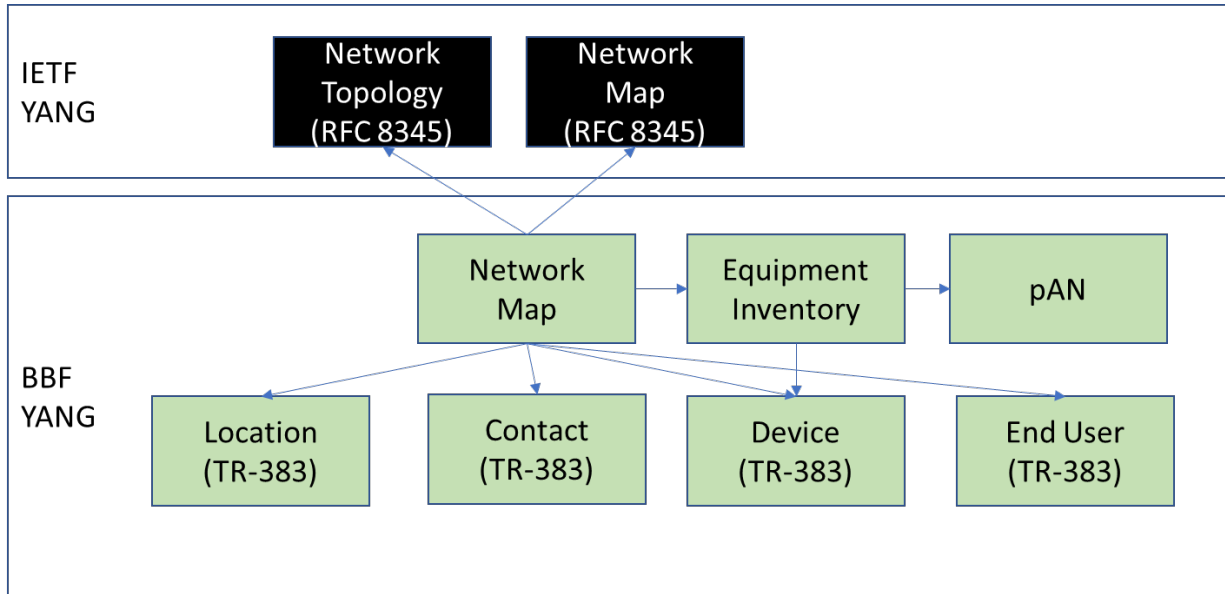 IETF
YANG
Network
Topology
(RFC 8345)
Network
Map
(RFC 8345)
BBF
YANG
Network
Map
Equipment
Inventory
pAN
Location
(TR-383)
Contact
(TR-383)
Device
(TR-383)
End User
(TR-383)